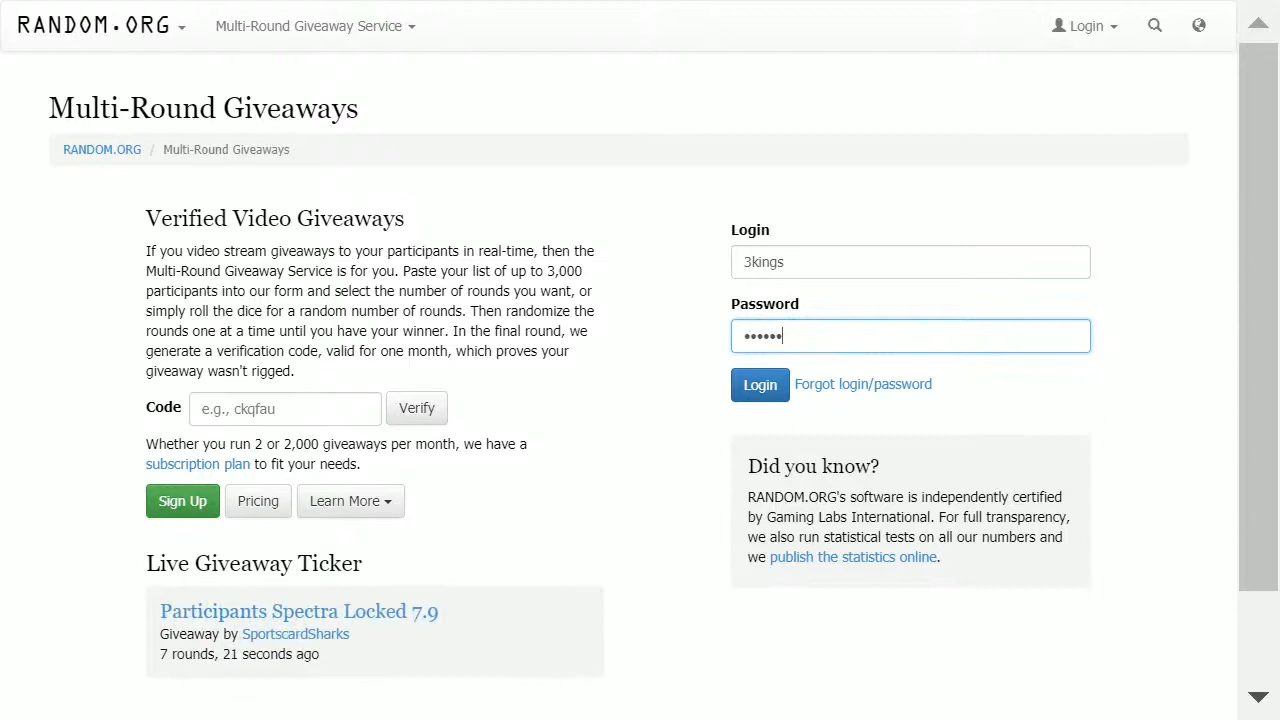 RANDOM.ORG
Multi-Round Giveaway Service
Login
Multi-Round Giveaways
RANDOM.ORG / Multi-Round Giveaways
Verified Video Giveaways
If you video stream giveaways to your participants in real-time, then the
Multi-Round Giveaway Service is for you. Paste your list of up to 3,000
participants into our form and select the number of rounds you want, or
simply roll the dice for a random number of rounds. Then randomize the
rounds one at a time until you have your winner. In the final round, we
generate a verification code, valid for one month, which proves your
giveaway wasn't rigged.
Code e.g., ckqfau Verify
Whether you run 2 or 2,000 giveaways per month, we have a
subscription plan to fit your needs.
Sign Up Pricing Learn More
Live Giveaway Ticker
Participants Spectra Locked 7.9
Giveaway by SportscardSharks
7 rounds, 21 seconds ago
Login
3kings
Password
••••••
Login Forgot login/password
Did you know?
RANDOM.ORG's software is independently certified
by Gaming Labs International. For full transparency,
we also run statistical tests on all our numbers and
we publish the statistics online.